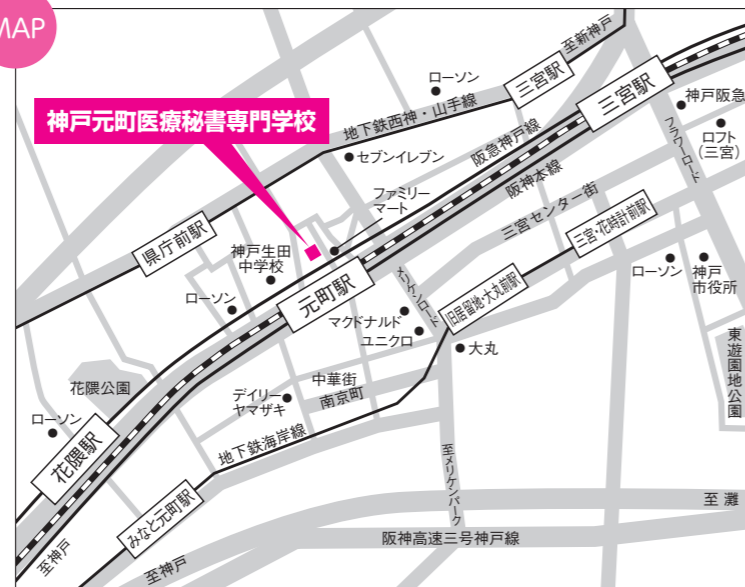 MAP
至新神戸
ローソン
三宮駅
三宮駅
神戸阪急
ロフト
（三宮）
神戸元町医療秘書専門学校
地下鉄西神・山手線
阪急神戸線
フラワーロード
セブンイレブン
阪神本線
ファミリー
マート
三宮センター街
県庁前駅
三宮・花時計前駅
神戸生田
中学校
ローソン
神戸
市役所
元町駅
メリケンロード
旧居留地・大丸前駅
ローソン
マクドナルド
ユニクロ
大丸
東遊園地公園
花隈公園
中華街
南京町
デイリー
ヤマザキ
ローソン
花隈駅
地下鉄海岸線
至メリケンパーク
みなと元町駅
至灘
阪神高速三号神戸線
至神戸
至神戸